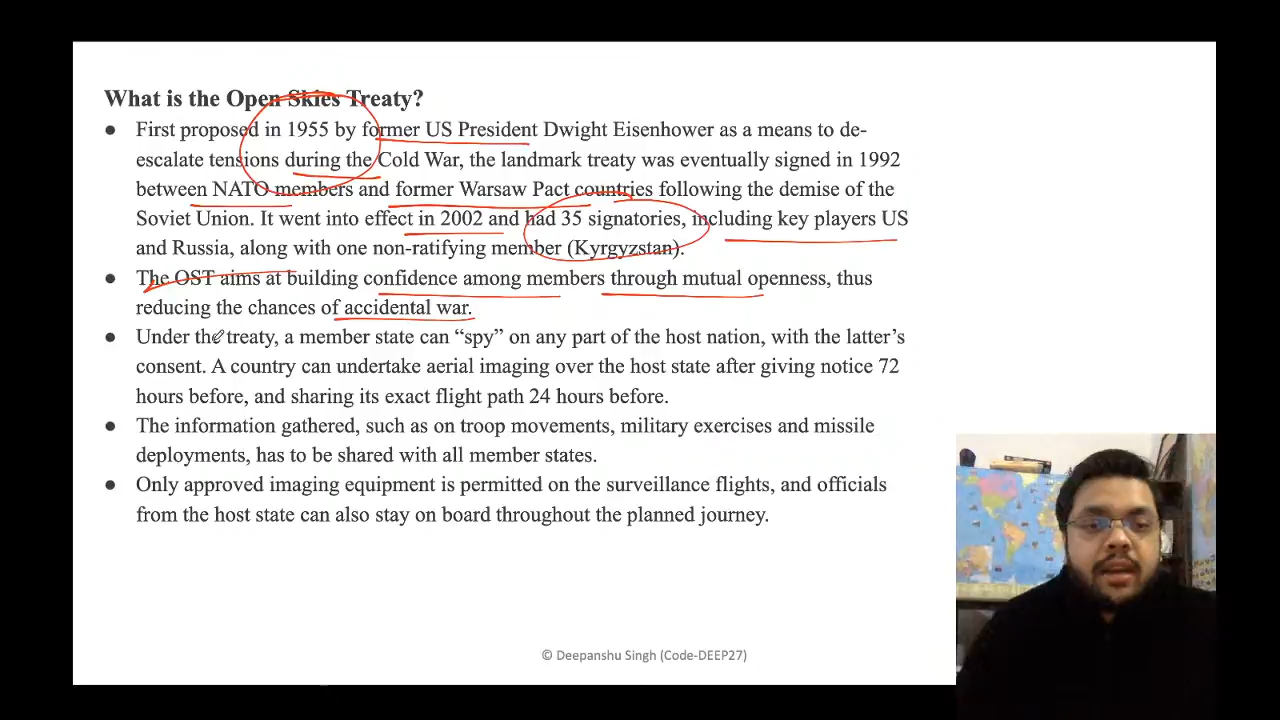 What is the Open Skies Treaty?
● First proposed in 1955 by former US President Dwight Eisenhower as a means to de-
escalate tensions during the Cold War, the landmark treaty was eventually signed in 1992
between NATO members and former Warsaw Pact countries following the demise of the
Soviet Union. It went into effect in 2002 and had 35 signatories, including key players US
and Russia, along with one non-ratifying member (Kyrgyzstan).
● The OST aims at building confidence among members through mutual openness, thus
reducing the chances of accidental war.
● Under the treaty, a member state can “spy” on any part of the host nation, with the latter’s
consent. A country can undertake aerial imaging over the host state after giving notice 72
hours before, and sharing its exact flight path 24 hours before.
● The information gathered, such as on troop movements, military exercises and missile
deployments, has to be shared with all member states.
● Only approved imaging equipment is permitted on the surveillance flights, and officials
from the host state can also stay on board throughout the planned journey.
© Deepanshu Singh (Code-DEEP27)